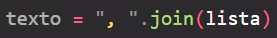 texto = ", ".join(lista)